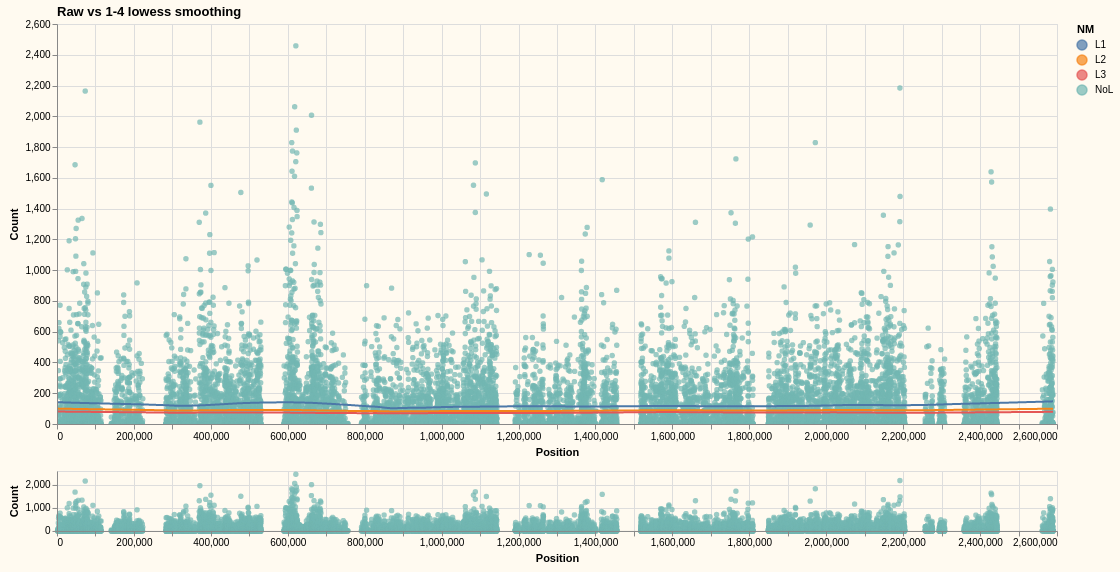 Raw vs 1-4 lowess smoothing
NM
L1
L2
L3
NoL
Count
2,600
2,400
2,200
2,000
1,800
1,600
1,400
1,200
1,000
800
600
400
200
0
0 200,000 400,000 600,000 800,000 1,000,000 1,200,000 1,400,000 1,600,000 1,800,000 2,000,000 2,200,000 2,400,000 2,600,000
Position
Count
2,000
1,000
0
0 200,000 400,000 600,000 800,000 1,000,000 1,200,000 1,400,000 1,600,000 1,800,000 2,000,000 2,200,000 2,400,000 2,600,000
Position